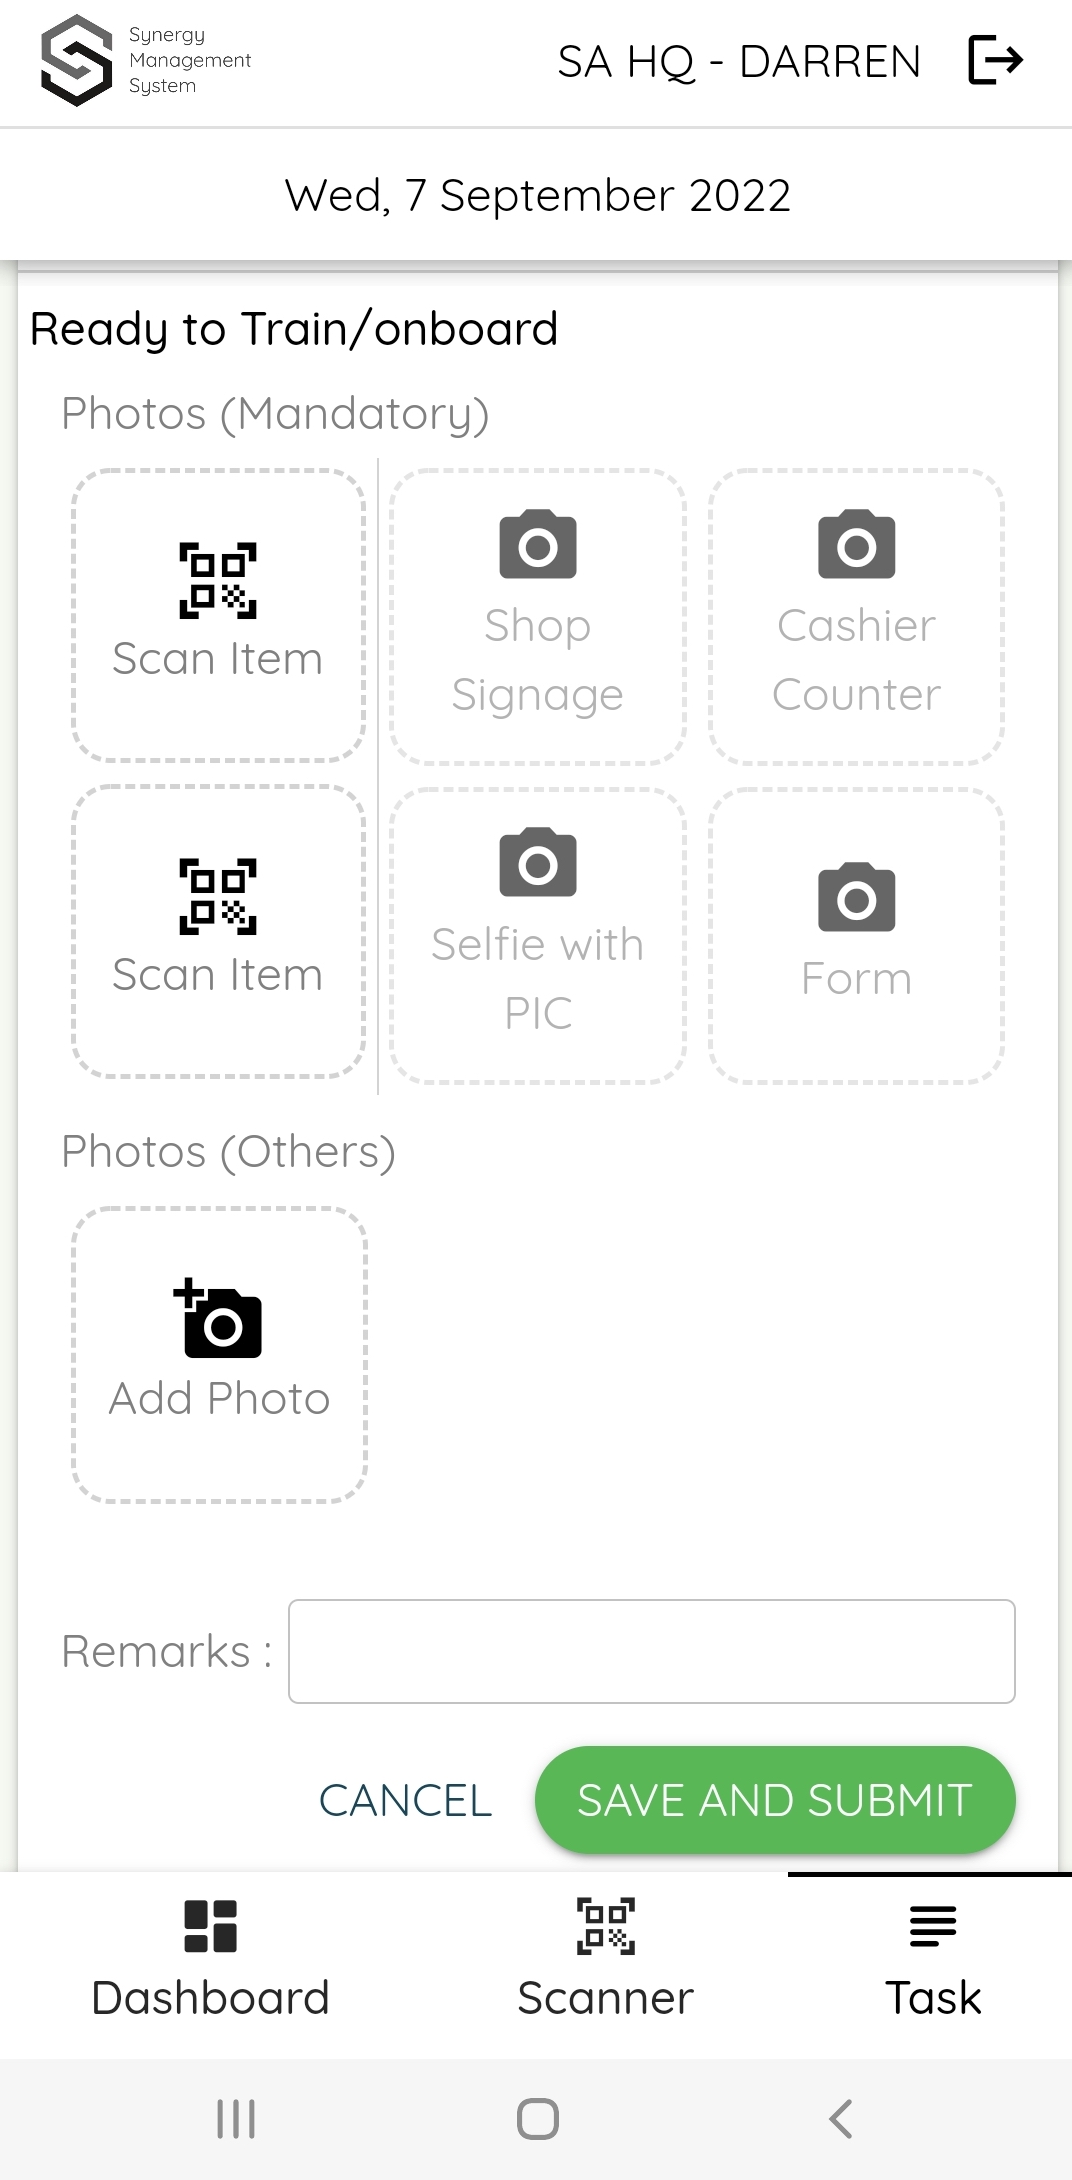 Synergy
Management
System
SA HQ - DARREN
Wed, 7 September 2022
Ready to Train/onboard
Photos (Mandatory)
Scan Item
Shop
Signage
Cashier
Counter
Scan Item
Selfie with
PIC
Form
Photos (Others)
Add Photo
Remarks :
CANCEL
SAVE AND SUBMIT
Dashboard
Scanner
Task